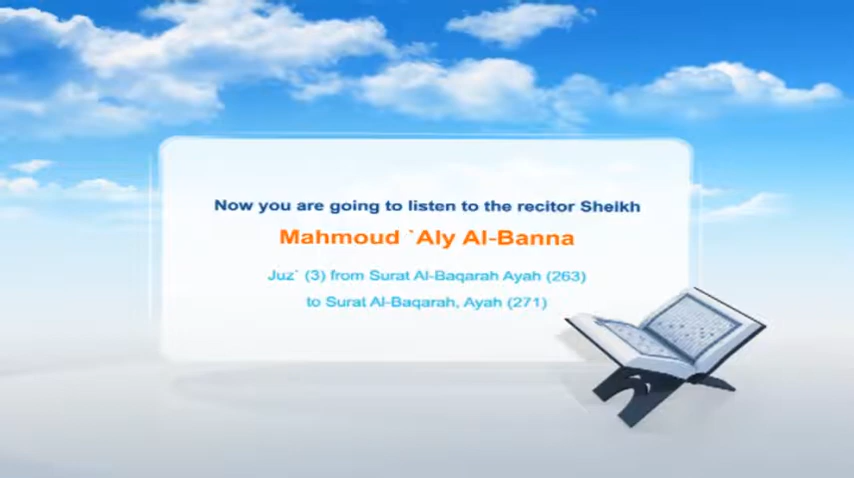 Now you are going to listen to the recitor Sheikh
Mahmoud `Aly Al-Banna
Juz` (3) from Surat Al-Baqarah Ayah (263)
to Surat Al-Baqarah, Ayah (271)